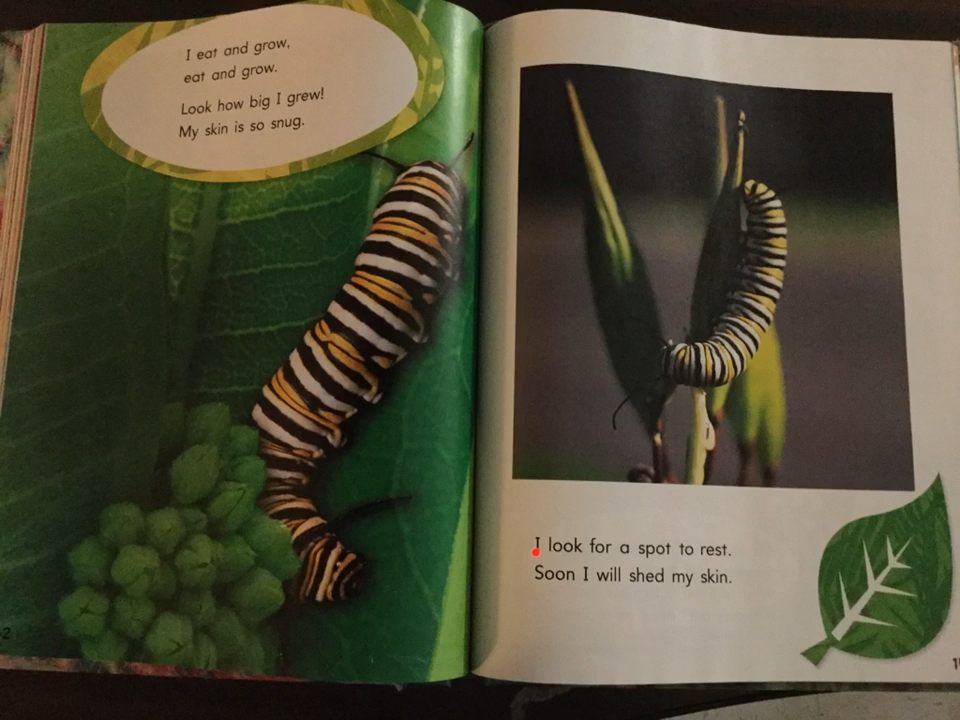 I eat and grow,
eat and grow.
Look how big I grew!
My skin is so snug.
I look for a spot to rest.
Soon I will shed my skin.